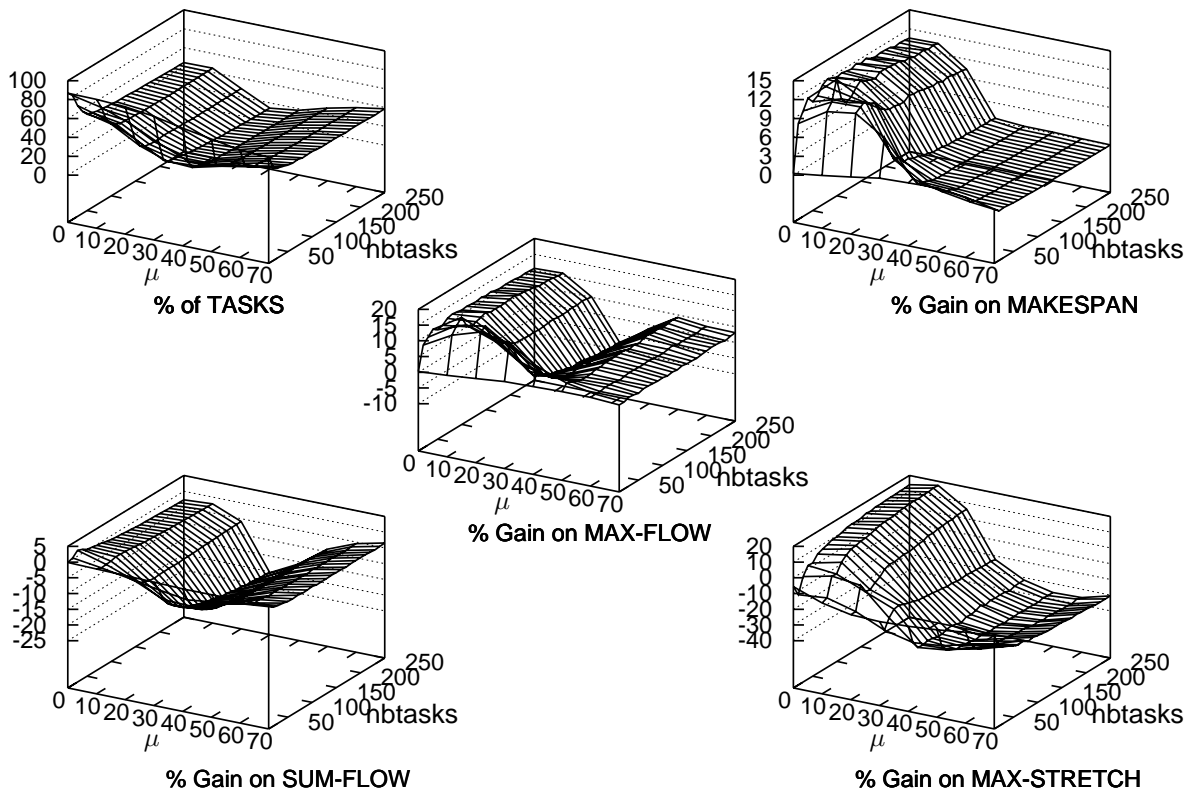 100
80
60
40
20
0
0 10 20 30 40 50 60 70
μ
50 100 150 200 250
nbtasks
% of TASKS
15
12
9
6
3
0
0 10 20 30 40 50 60 70
μ
50 100 150 200 250
nbtasks
% Gain on MAKESPAN
20
15
10
5
0
-5
-10
0 10 20 30 40 50 60 70
μ
50 100 150 200 250
nbtasks
% Gain on MAX-FLOW
5
0
-5
-10
-15
-20
-25
0 10 20 30 40 50 60 70
μ
50 100 150 200 250
nbtasks
% Gain on SUM-FLOW
20
10
0
-10
-20
-30
-40
0 10 20 30 40 50 60 70
μ
50 100 150 200 250
nbtasks
% Gain on MAX-STRETCH